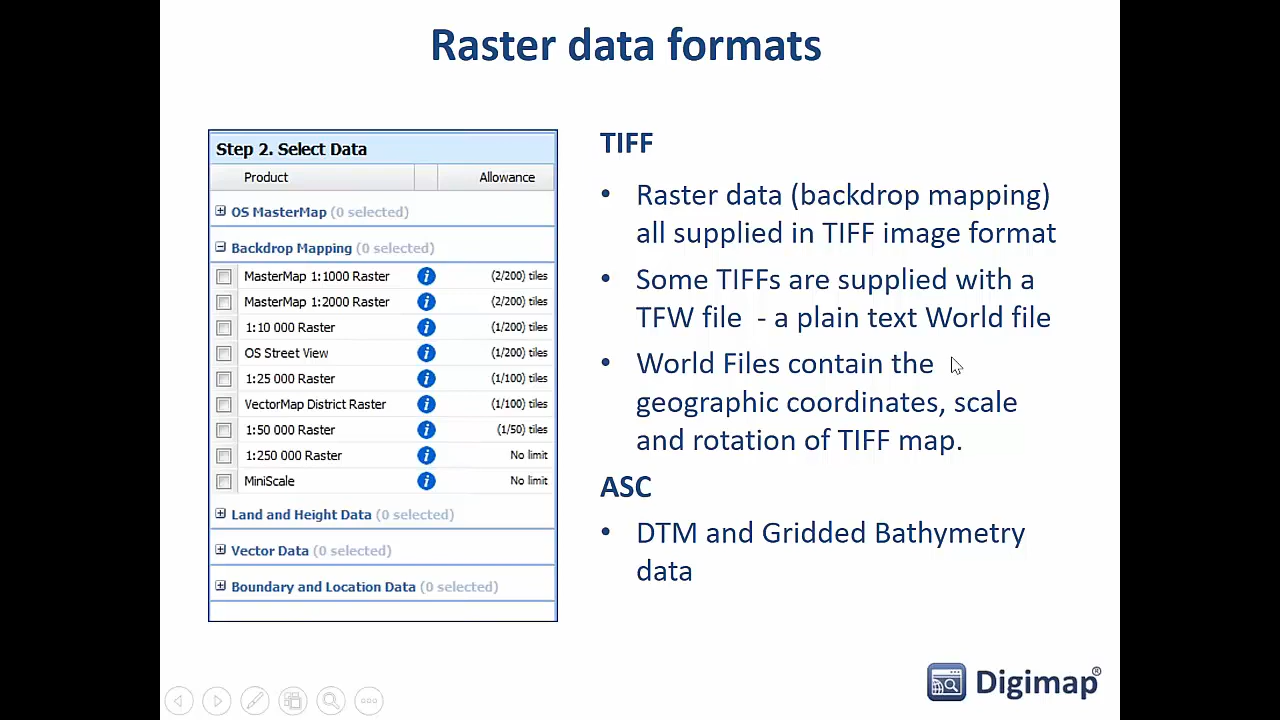 Raster data formats
Step 2. Select Data
Product Allowance
OS MasterMap (0 selected)
Backdrop Mapping (0 selected)
MasterMap 1:1000 Raster i (2/200) tiles
MasterMap 1:2000 Raster i (2/200) tiles
1:10 000 Raster i (1/200) tiles
OS Street View i (1/200) tiles
1:25 000 Raster i (1/100) tiles
VectorMap District Raster i (1/100) tiles
1:50 000 Raster i (1/50) tiles
1:250 000 Raster i No limit
MiniScale i No limit
Land and Height Data (0 selected)
Vector Data (0 selected)
Boundary and Location Data (0 selected)
TIFF
• Raster data (backdrop mapping)
all supplied in TIFF image format
• Some TIFFs are supplied with a
TFW file - a plain text World file
• World Files contain the
geographic coordinates, scale
and rotation of TIFF map.
ASC
• DTM and Gridded Bathymetry
data
Digimap®